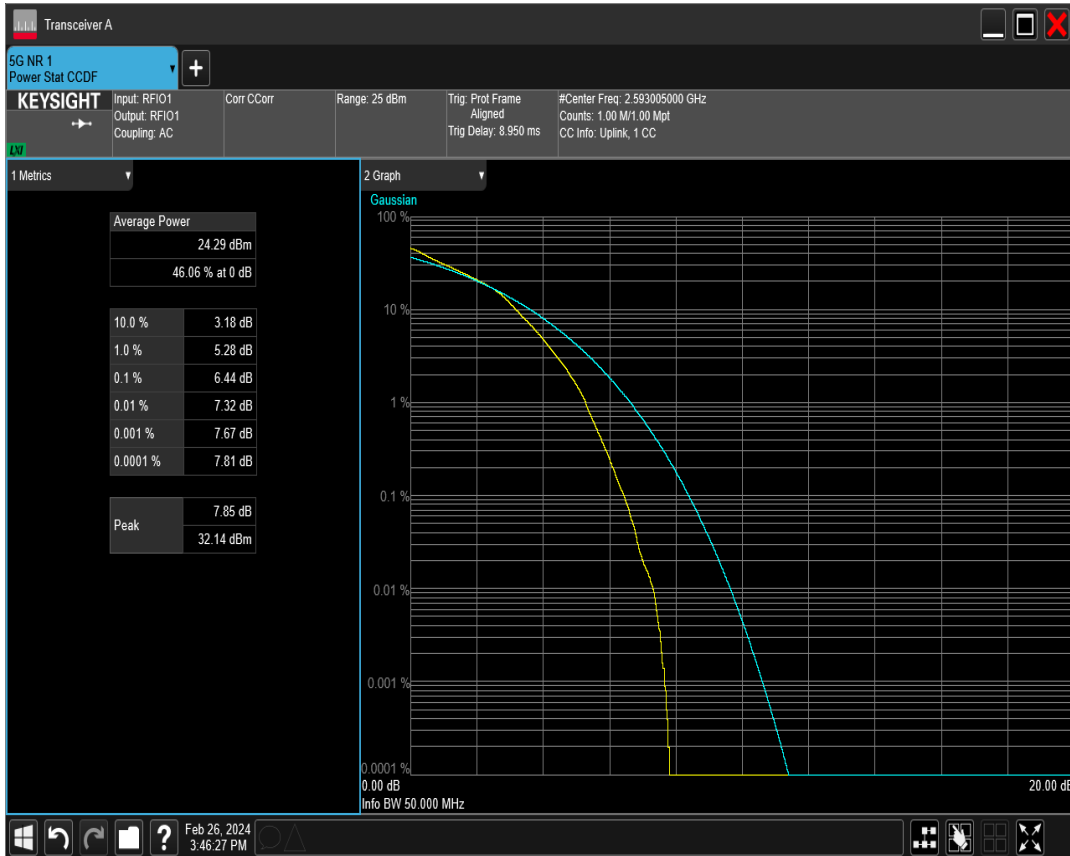 Transceiver A
5G NR 1
Power Stat CCDF
KEYSIGHT
LXI
Input: RFIO1
Output: RFIO1
Coupling: AC
Corr CCorr
Range: 25 dBm
Trig: Prot Frame
Aligned
Trig Delay: 8.950 ms
#Center Freq: 2.593005000 GHz
Counts: 1.00 M/1.00 Mpt
CC Info: Uplink, 1 CC
1 Metrics
Average Power
24.29 dBm
46.06 % at 0 dB
10.0 % 3.18 dB
1.0 % 5.28 dB
0.1 % 6.44 dB
0.01 % 7.32 dB
0.001 % 7.67 dB
0.0001 % 7.81 dB
Peak 7.85 dB
32.14 dBm
2 Graph
Gaussian
100 %
10 %
1 %
0.1 %
0.01 %
0.001 %
0.0001 %
0.00 dB 20.00 dB
Info BW 50.000 MHz
?
Feb 26, 2024
3:46:27 PM